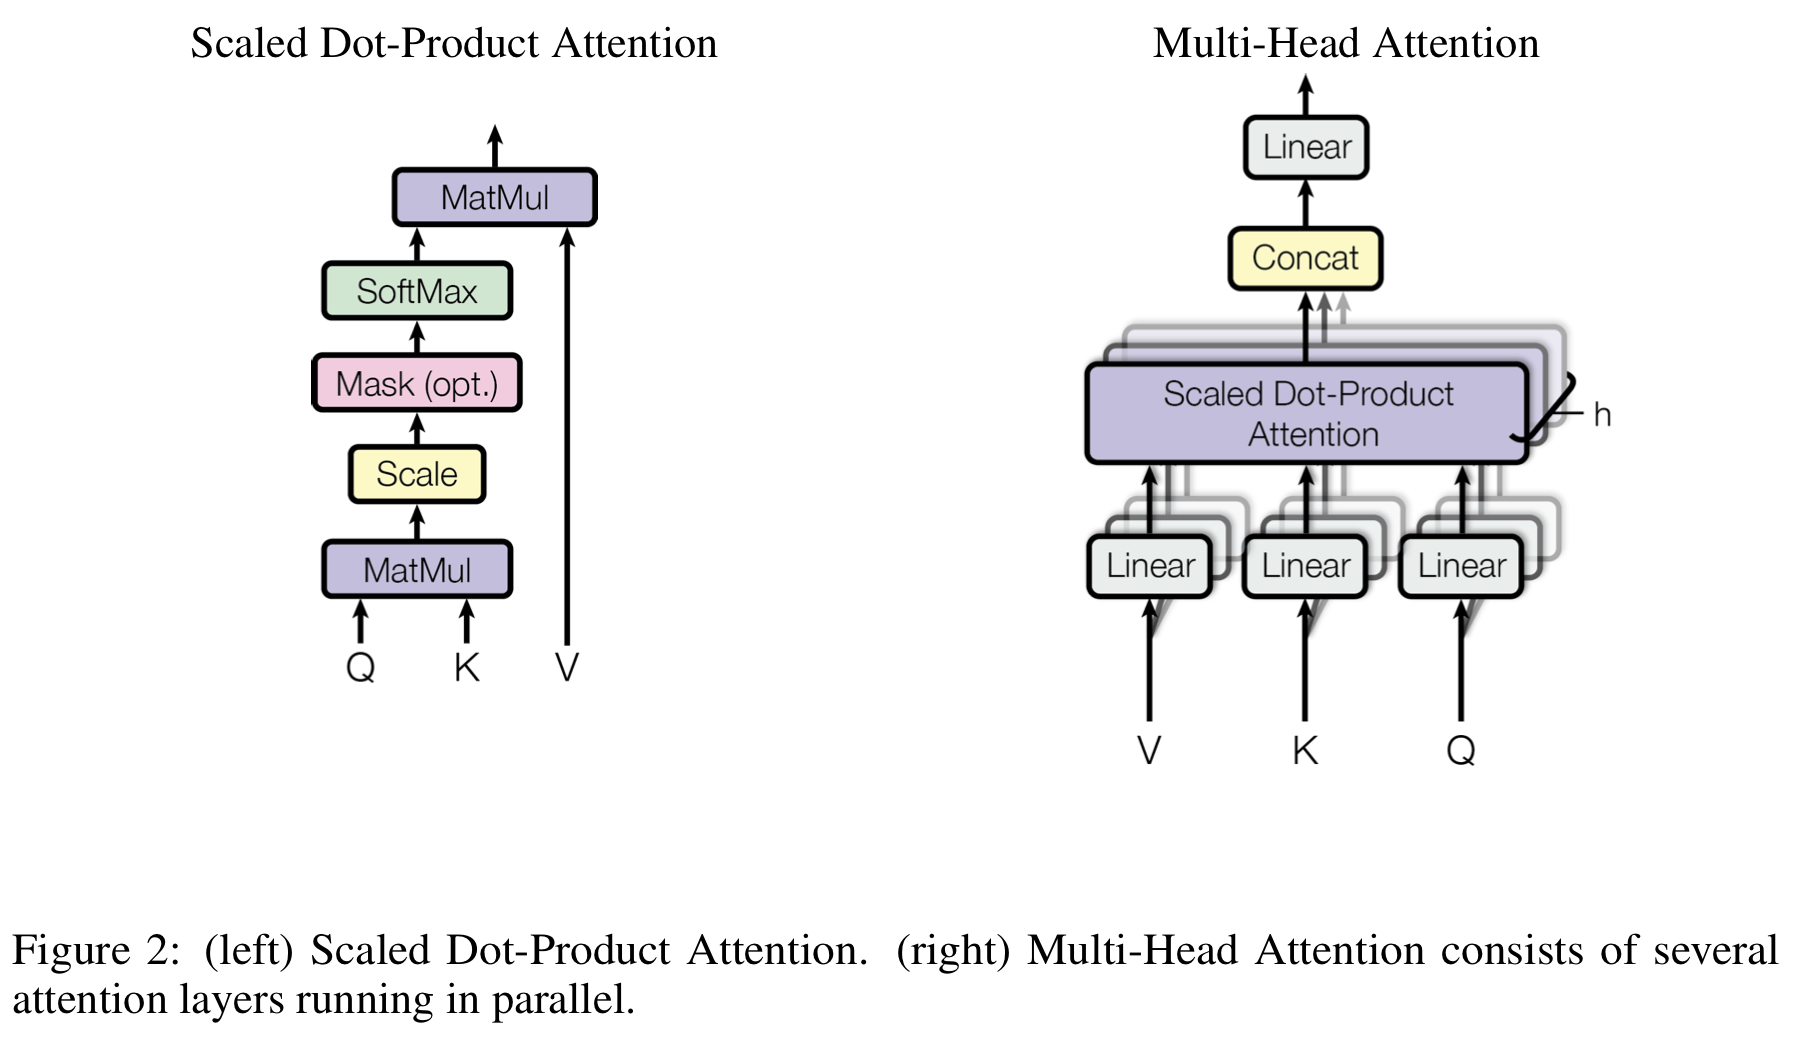 Scaled Dot-Product Attention
MatMul
SoftMax
Mask (opt.)
Scale
MatMul
Q K V
Multi-Head Attention
Linear
Concat
Scaled Dot-Product
Attention
h
Linear Linear Linear
V K Q
Figure 2: (left) Scaled Dot-Product Attention. (right) Multi-Head Attention consists of several
attention layers running in parallel.